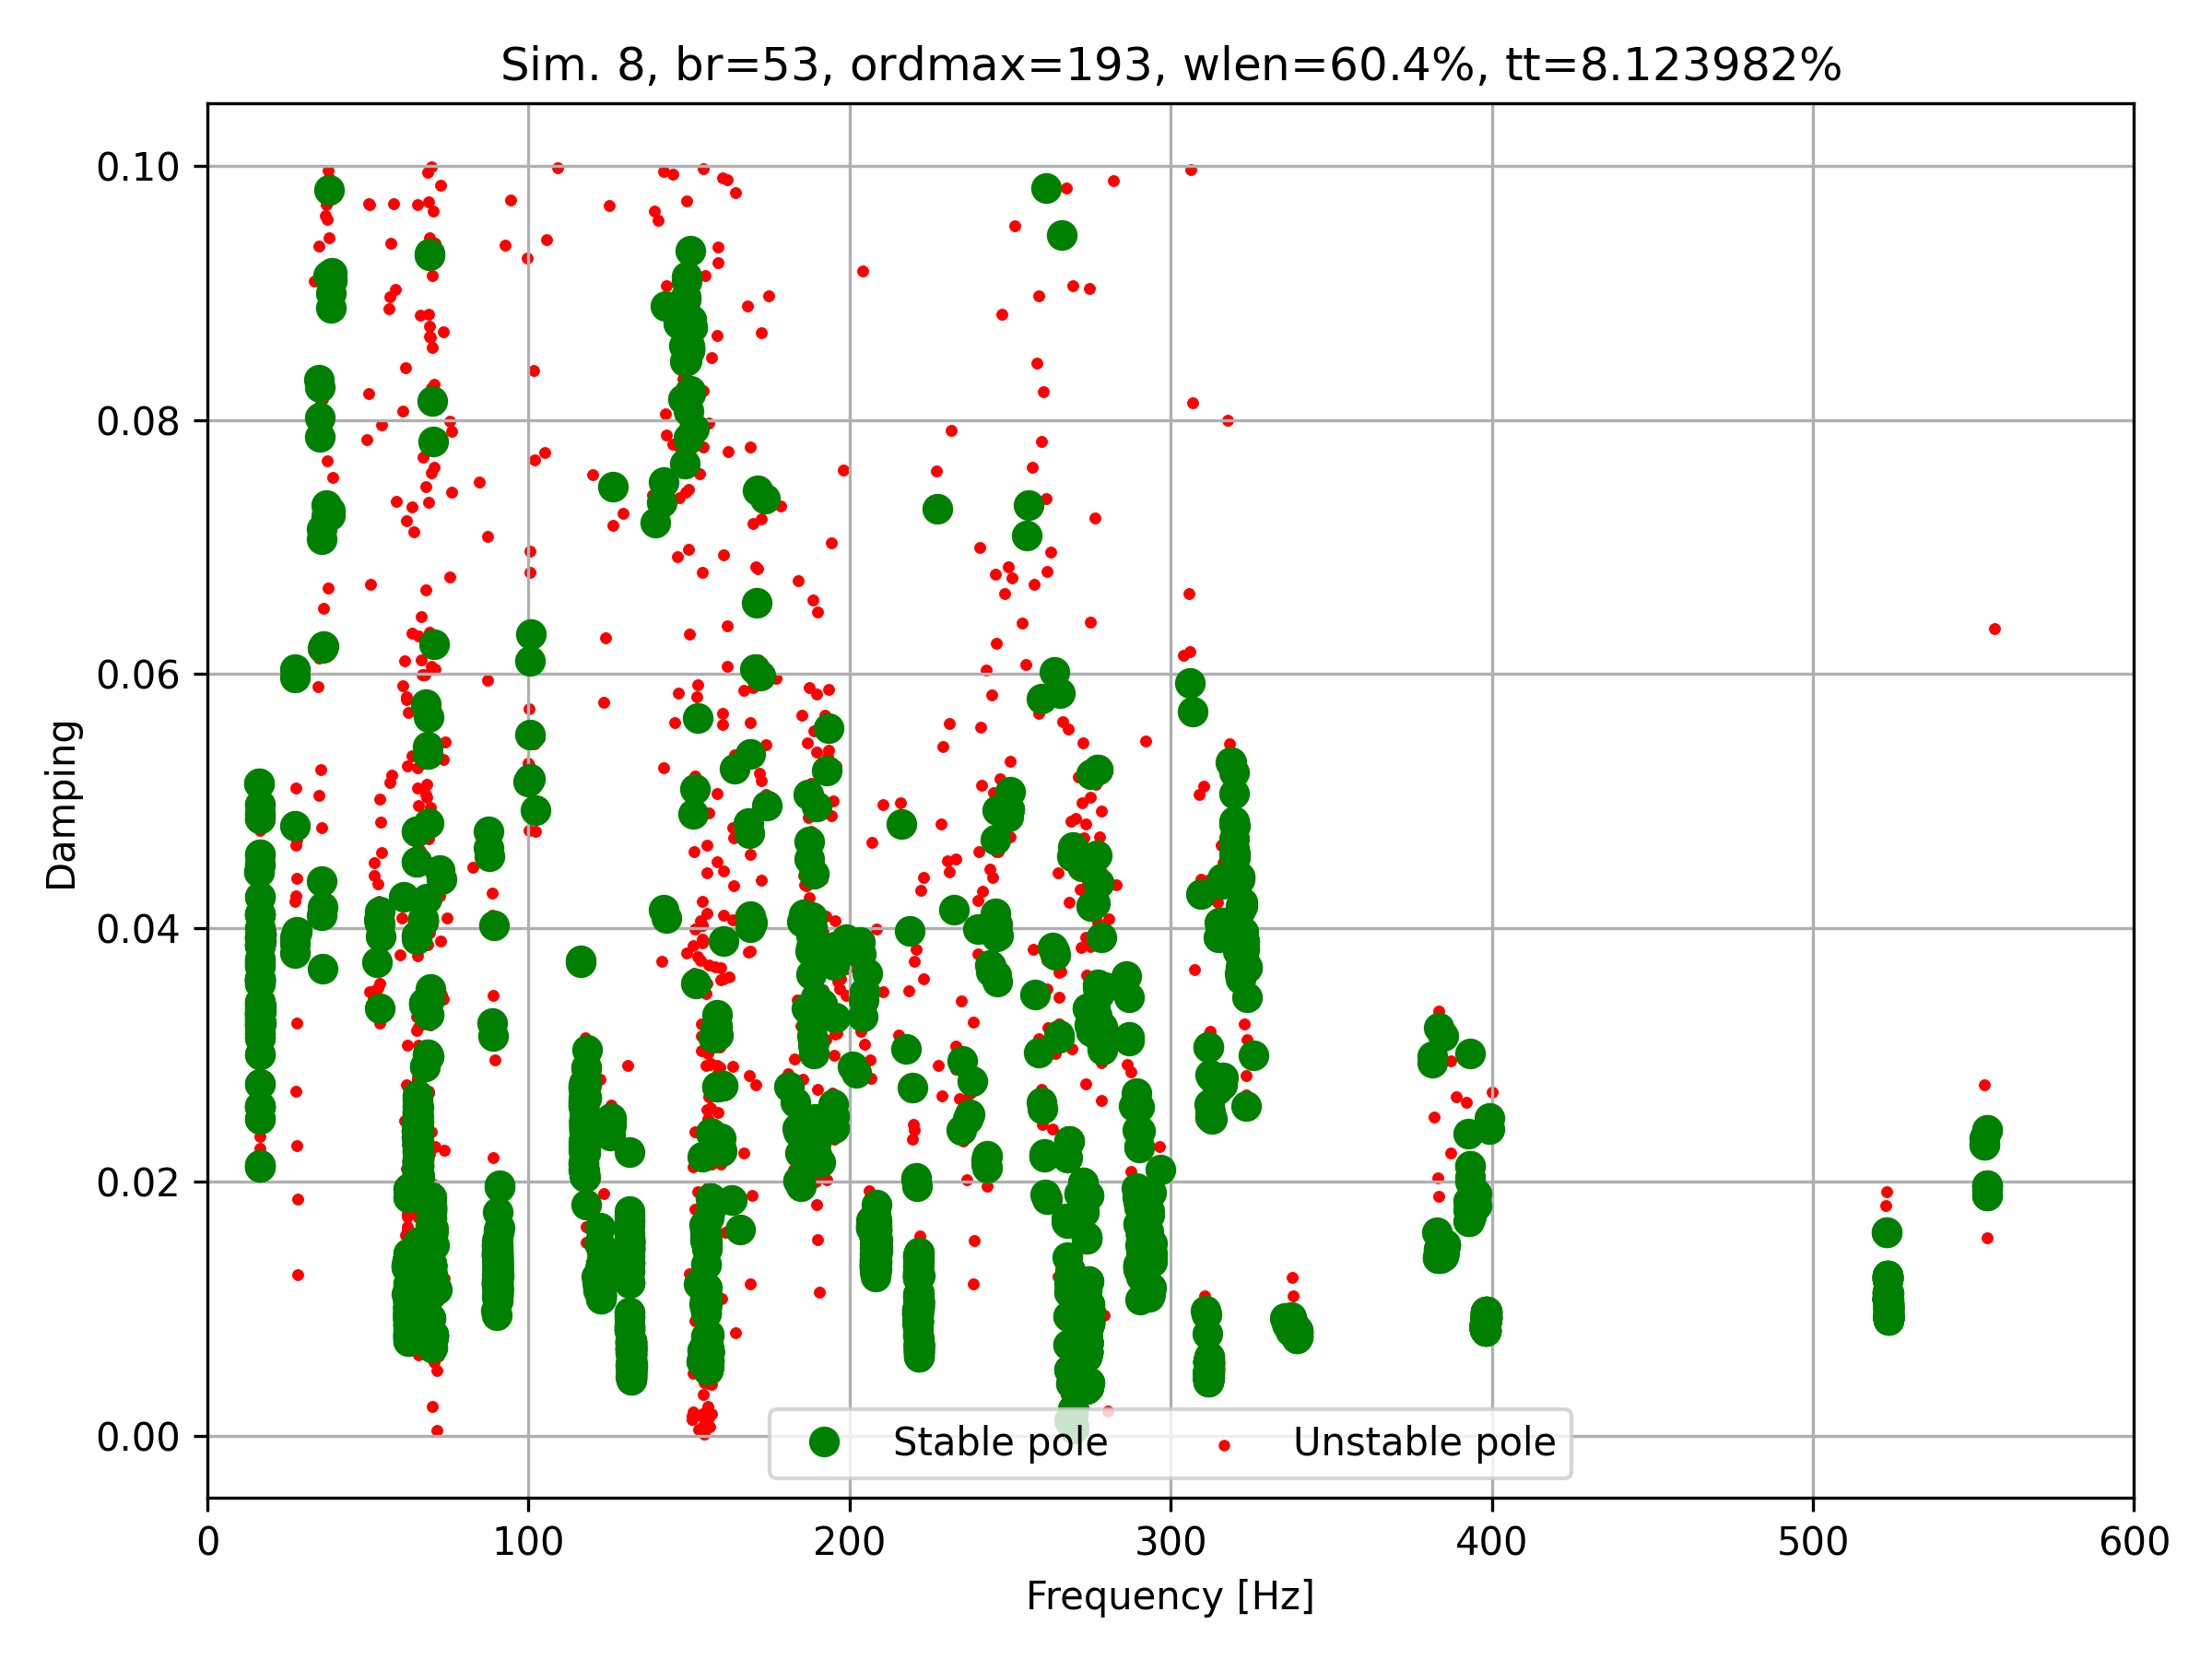 Sim. 8, br=53, ordmax=193, wlen=60.4%, tt=8.123982%
0.10
0.08
0.06
0.04
0.02
0.00
Damping
Stable pole
Unstable pole
0
100
200
300
400
500
600
Frequency [Hz]